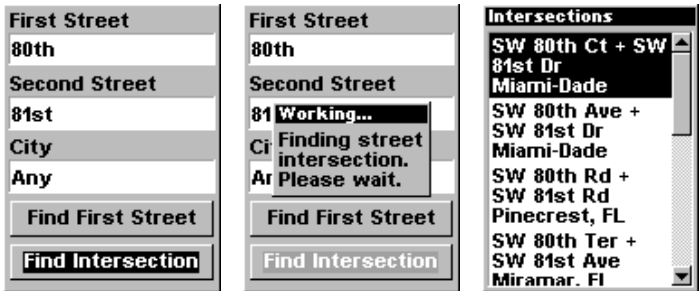 First Street
80th
Second Street
81st
City
Any
Find First Street
Find Intersection
First Street
80th
Second Street
81
Working...
Finding street
intersection.
Please wait.
Find First Street
Find Intersection
Intersections
SW 80th Ct + SW
81st Dr
Miami-Dade
SW 80th Ave +
SW 81st Dr
Miami-Dade
SW 80th Rd +
SW 81st Rd
Pinecrest, FL
SW 80th Ter +
SW 81st Ave
Miramar, FL